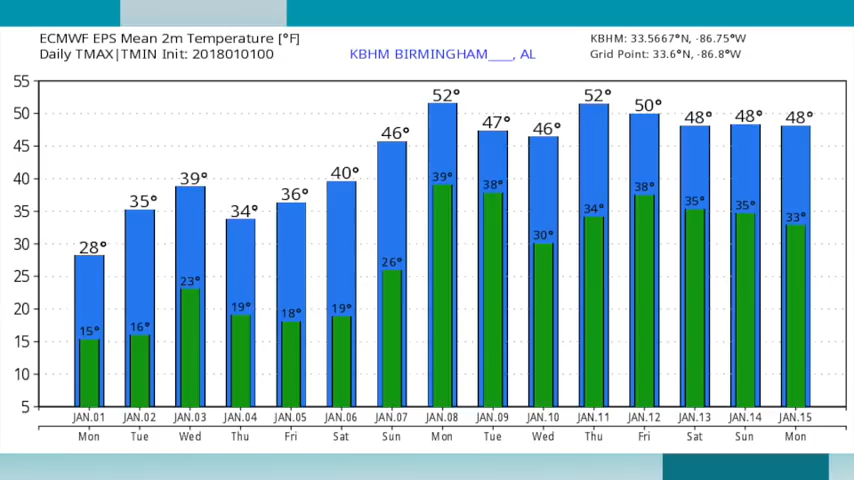 ECMWF EPS Mean 2m Temperature [°F]
Daily TMAX|TMIN Init: 2018010100
KBHM BIRMINGHAM___, AL
KBHM: 33.5667°N, -86.75°W
Grid Point: 33.6°N, -86.8°W
55
50
45
40
35
30
25
20
15
10
5
28° 35° 39° 34° 36° 40° 46° 52° 47° 46° 52° 50° 48° 48° 48°
15° 16° 23° 19° 18° 19° 26° 39° 38° 30° 34° 38° 35° 35° 33°
JAN.01 JAN.02 JAN.03 JAN.04 JAN.05 JAN.06 JAN.07 JAN.08 JAN.09 JAN.10 JAN.11 JAN.12 JAN.13 JAN.14 JAN.15
Mon Tue Wed Thu Fri Sat Sun Mon Tue Wed Thu Fri Sat Sun Mon